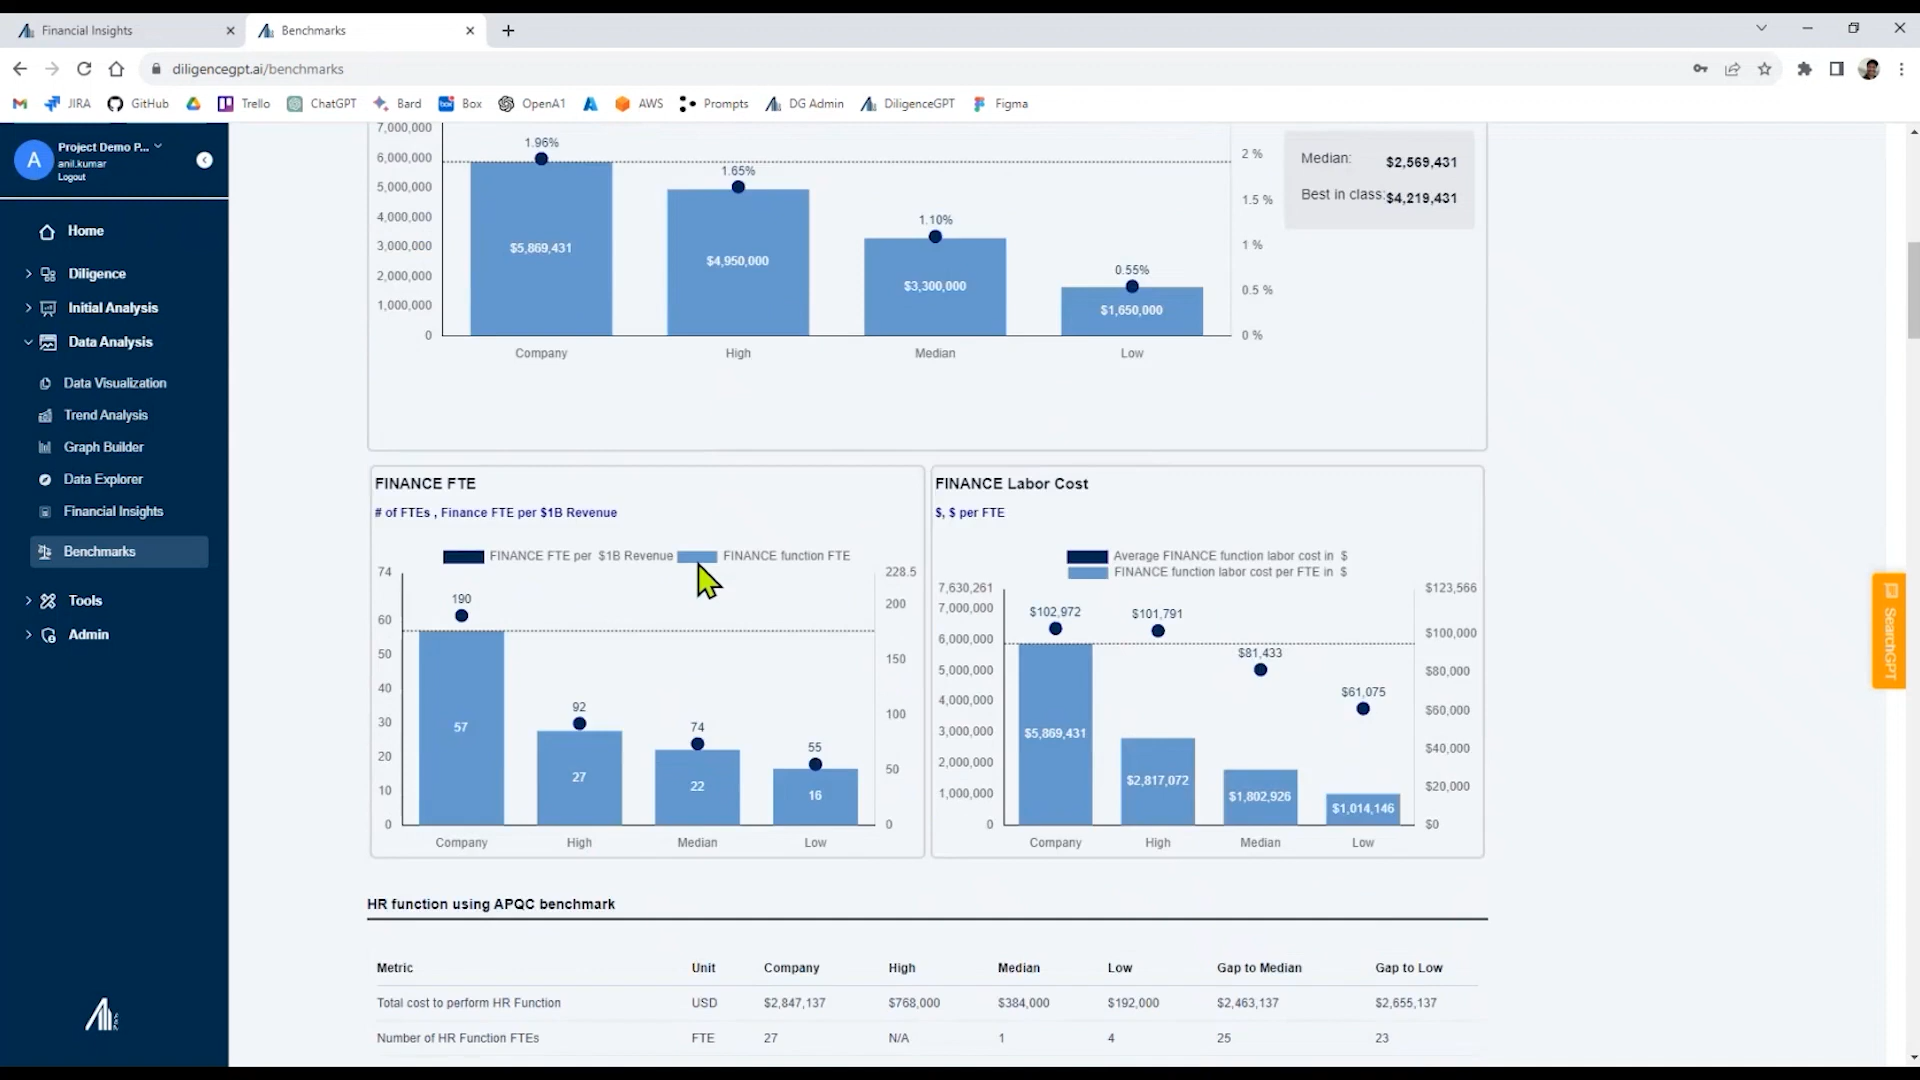 Financial Insights
Benchmarks
diligencegpt.ai/benchmarks
JIRA
GitHub
Trello
ChatGPT
Bard
Box
OpenA1
AWS
Prompts
DG Admin
DiligenceGPT
Figma
A
Project Demo P...
anil.kumar
Logout
Home
Diligence
Initial Analysis
Data Analysis
Data Visualization
Trend Analysis
Graph Builder
Data Explorer
Financial Insights
Benchmarks
Tools
Admin
7,000,000
6,000,000
5,000,000
4,000,000
3,000,000
2,000,000
1,000,000
0
1.96%
1.65%
1.10%
0.55%
$5,869,431
$4,950,000
$3,300,000
$1,650,000
2 %
1.5 %
1 %
0.5 %
0 %
Company High Median Low
Median: $2,569,431
Best in class: $4,219,431
FINANCE FTE
# of FTEs , Finance FTE per $1B Revenue
FINANCE FTE per $1B Revenue FINANCE function FTE
74
60
50
40
30
20
10
0
190
92
74
55
57
27
22
16
228.5
200
150
100
50
0
Company High Median Low
FINANCE Labor Cost
$, $ per FTE
Average FINANCE function labor cost in $
FINANCE function labor cost per FTE in $
7,630,261
7,000,000
6,000,000
5,000,000
4,000,000
3,000,000
2,000,000
1,000,000
0
$102,972
$101,791
$81,433
$61,075
$5,869,431
$2,817,072
$1,802,926
$1,014,146
$123,566
$100,000
$80,000
$60,000
$40,000
$20,000
$0
Company High Median Low
SearchGPT
HR function using APQC benchmark
Metric Unit Company High Median Low Gap to Median Gap to Low
Total cost to perform HR Function USD $2,847,137 $768,000 $384,000 $192,000 $2,463,137 $2,655,137
Number of HR Function FTEs FTE 27 N/A 1 4 25 23